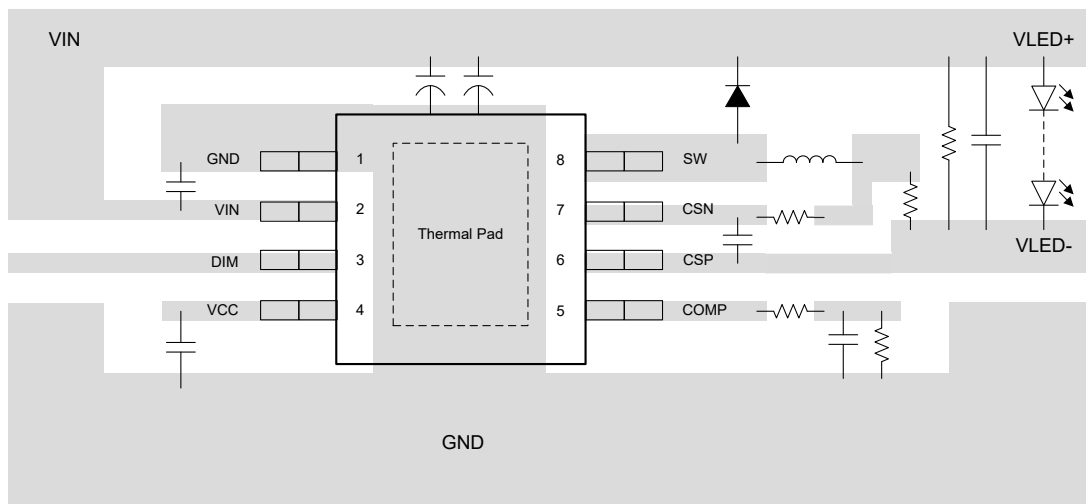 VIN
VLED+
GND
1
8
SW
VIN
2
7
CSN
Thermal Pad
VLED-
DIM
3
6
CSP
VCC
4
5
COMP
GND